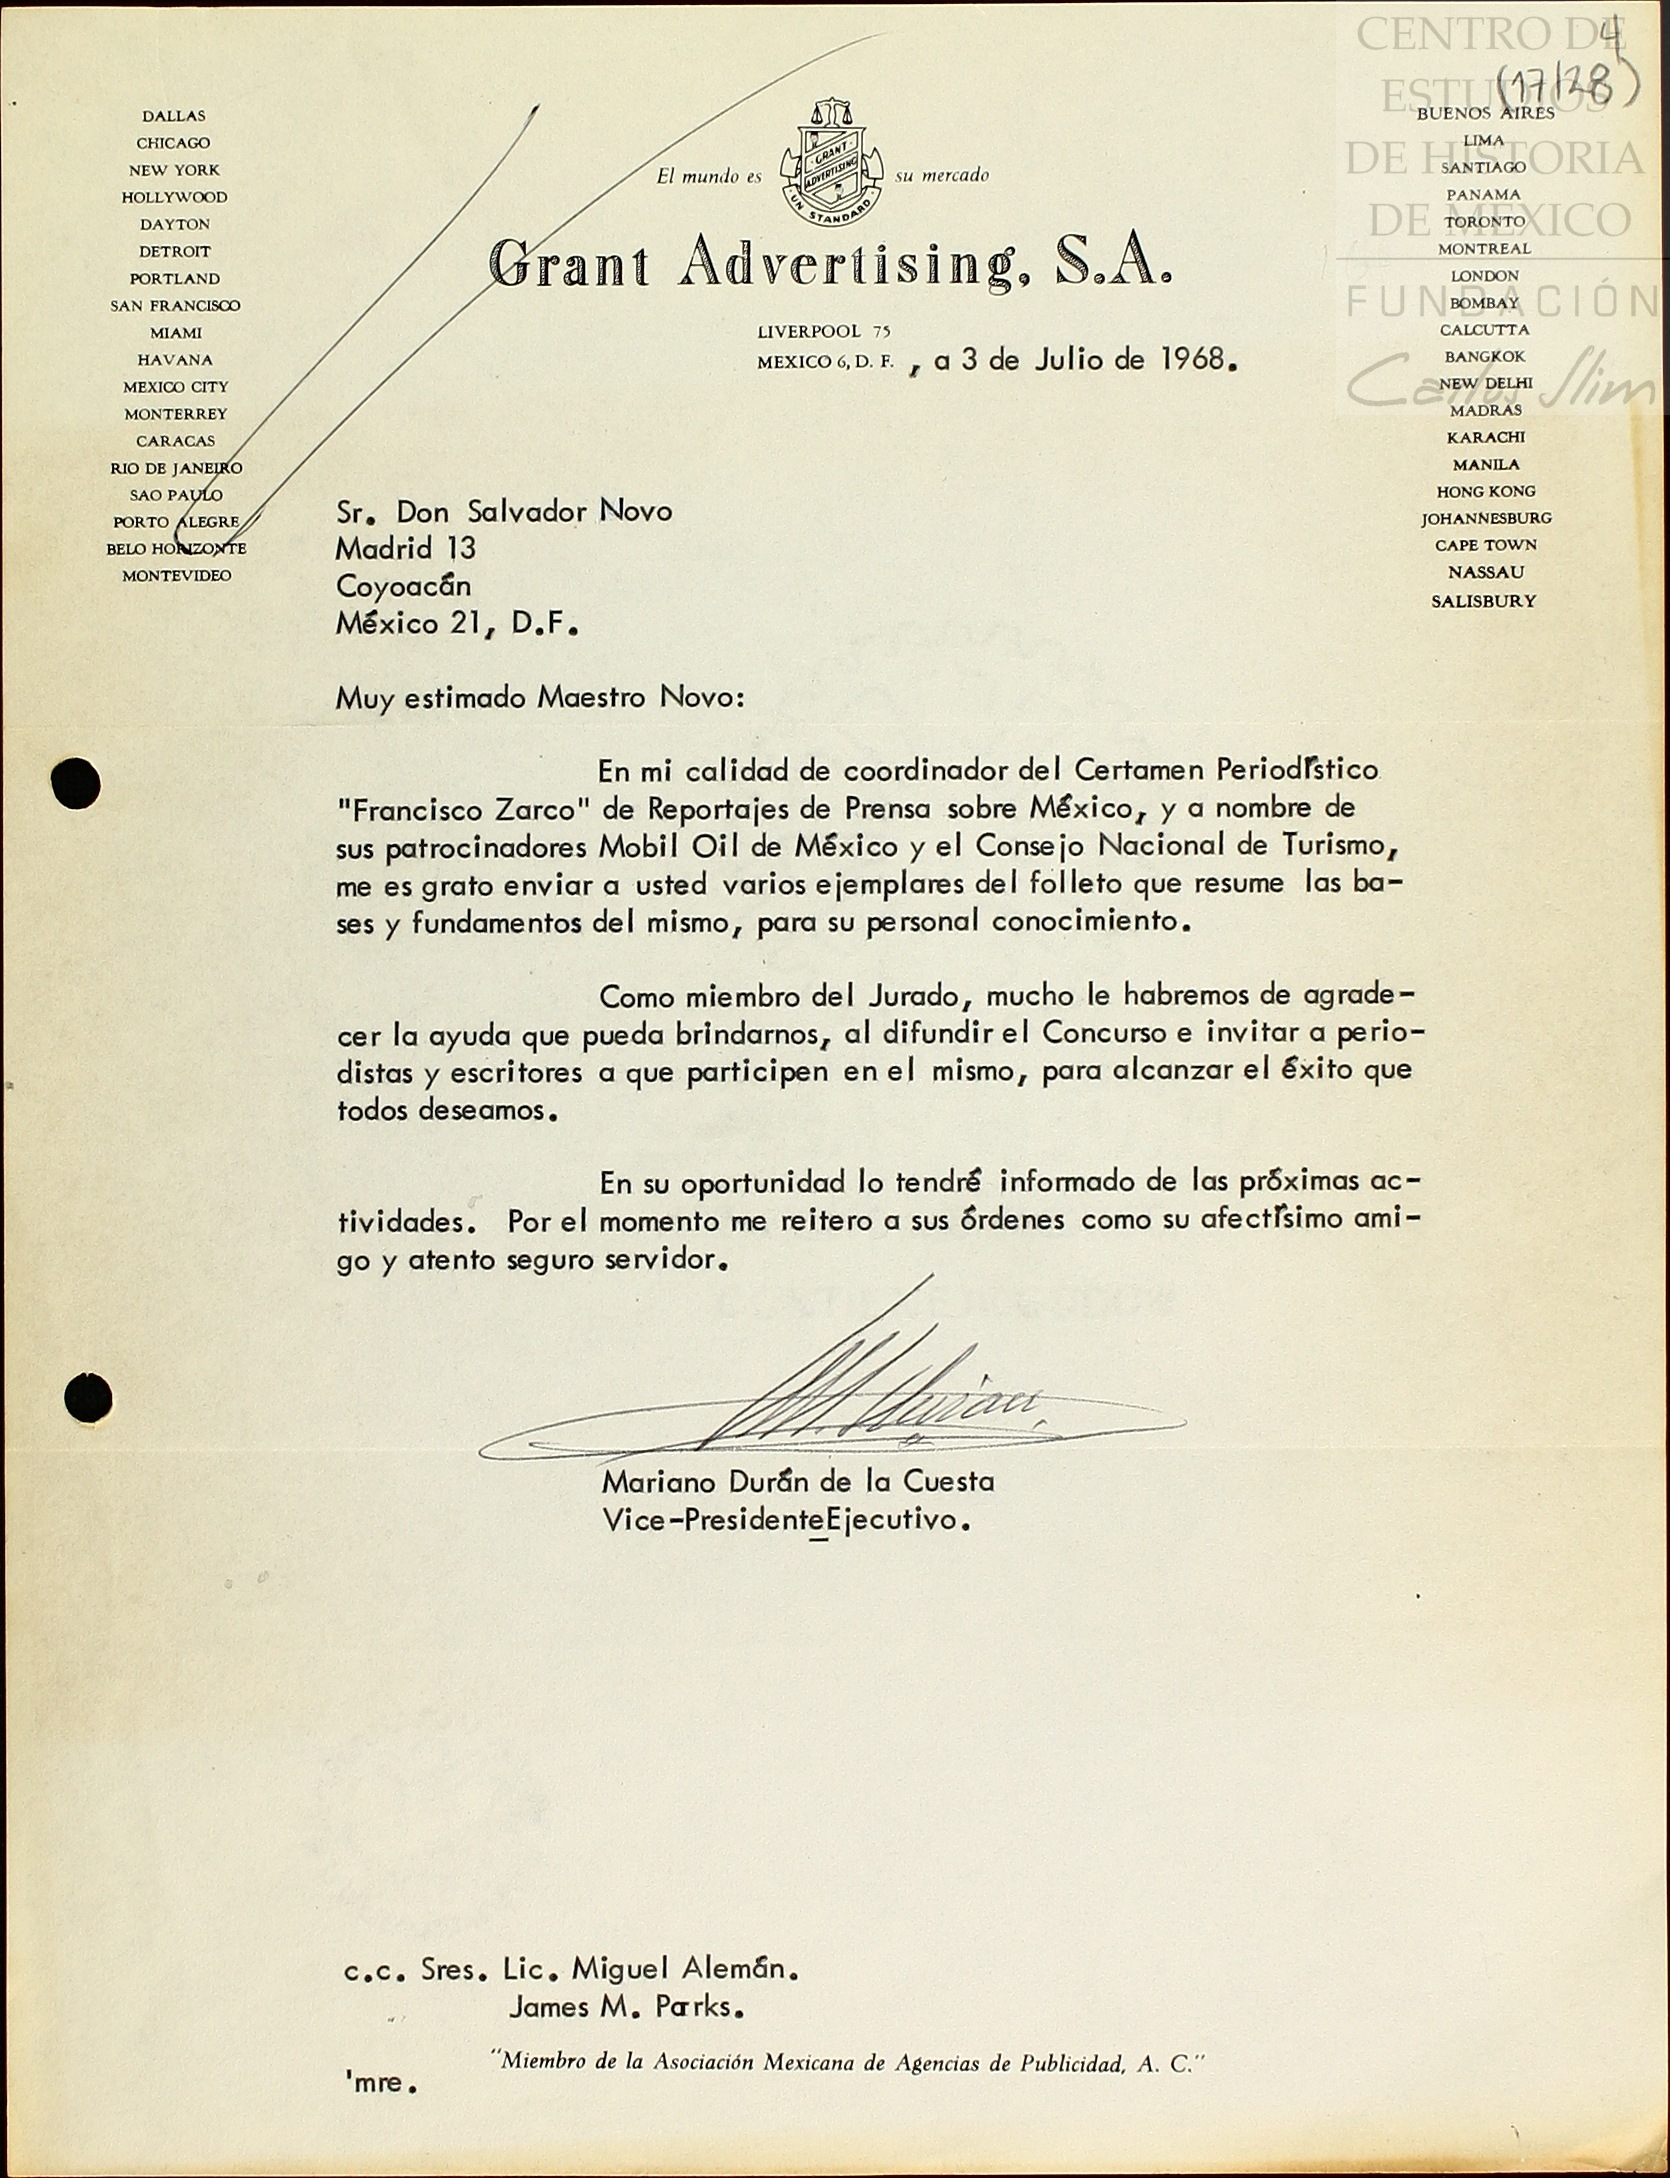 CENTRO DE
ESTUDIOS
DE HISTORIA
DE MEXICO
FUNDACIÓN
Carlos Slim
4
(17/28)
DALLAS
CHICAGO
NEW YORK
HOLLYWOOD
DAYTON
DETROIT
PORTLAND
SAN FRANCISCO
MIAMI
HAVANA
MEXICO CITY
MONTERREY
CARACAS
RIO DE JANEIRO
SAO PAULO
PORTO ALEGRE
BELO HORIZONTE
MONTEVIDEO
El mundo es su mercado
GRANT
ADVERTISING
UN STANDARD
Grant Advertising, S.A.
LIVERPOOL 75
MEXICO 6, D. F. , a 3 de Julio de 1968.
BUENOS AIRES
LIMA
SANTIAGO
PANAMA
TORONTO
MONTREAL
LONDON
BOMBAY
CALCUTTA
BANGKOK
NEW DELHI
MADRAS
KARACHI
MANILA
HONG KONG
JOHANNESBURG
CAPE TOWN
NASSAU
SALISBURY
Sr. Don Salvador Novo
Madrid 13
Coyoacán
México 21, D.F.
Muy estimado Maestro Novo:
En mi calidad de coordinador del Certamen Periodístico
"Francisco Zarco" de Reportajes de Prensa sobre México, y a nombre de
sus patrocinadores Mobil Oil de México y el Consejo Nacional de Turismo,
me es grato enviar a usted varios ejemplares del folleto que resume las ba-
ses y fundamentos del mismo, para su personal conocimiento.
Como miembro del Jurado, mucho le habremos de agrade-
cer la ayuda que pueda brindarnos, al difundir el Concurso e invitar a perio-
distas y escritores a que participen en el mismo, para alcanzar el éxito que
todos deseamos.
En su oportunidad lo tendré informado de las próximas ac-
tividades. Por el momento me reitero a sus órdenes como su afectísimo ami-
go y atento seguro servidor.
Mariano Durán de la Cuesta
Vice-PresidenteEjecutivo.
c.c. Sres. Lic. Miguel Alemán.
James M. Parks.
"Miembro de la Asociación Mexicana de Agencias de Publicidad, A. C."
'mre.